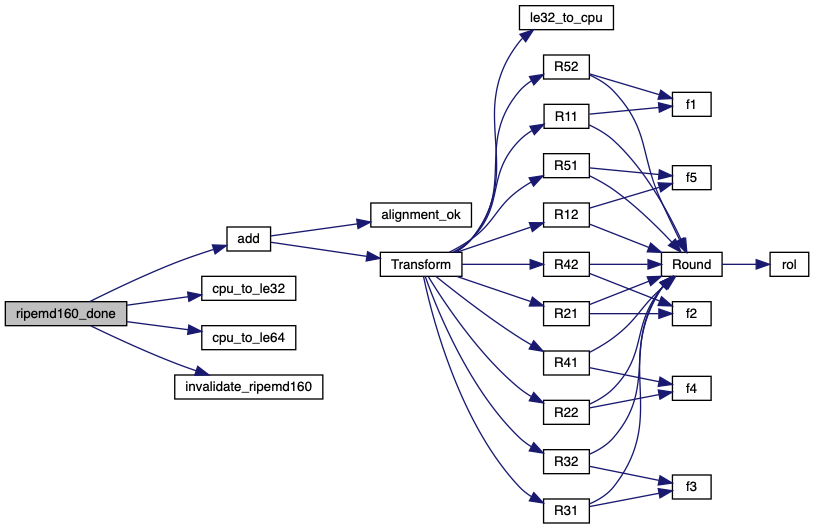 ripemd160_done
add
cpu_to_le32
cpu_to_le64
invalidate_ripemd160
alignment_ok
Transform
le32_to_cpu
R52
R11
R51
R12
R42
R21
R41
R22
R32
R31
f1
f5
Round
f2
f4
f3
rol